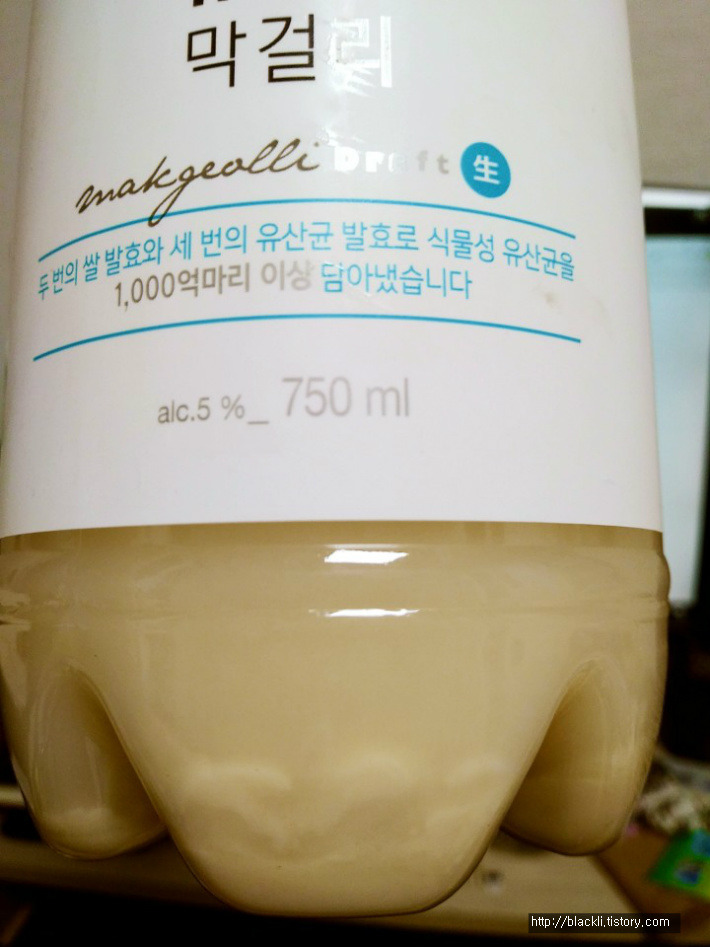 막걸리
makgeolli Draft 生
두 번의 쌀 발효와 세 번의 유산균 발효로 식물성 유산균을
1,000억마리 이상 담아냈습니다
alc.5 %_ 750 ml
http://blackli.tistory.com